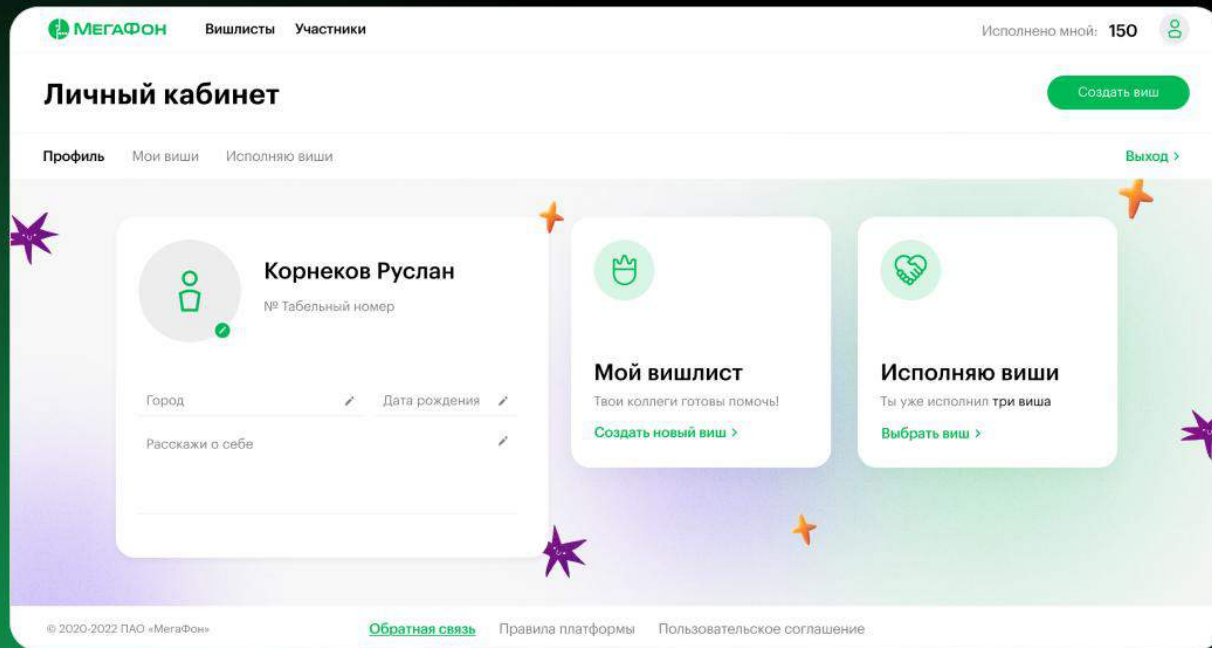 МЕГАФОН Вишлисты Участники Исполнено мной: 150
Личный кабинет Создать виш
Профиль Мои виши Исполняю виши Выход >
Корнеков Руслан
№ Табельный номер
Город Дата рождения
Расскажи о себе
Мой вишлист
Твои коллеги готовы помочь!
Создать новый виш >
Исполняю виши
Ты уже исполнил три виша
Выбрать виш >
© 2020-2022 ПАО «МегаФон» Обратная связь Правила платформы Пользовательское соглашение